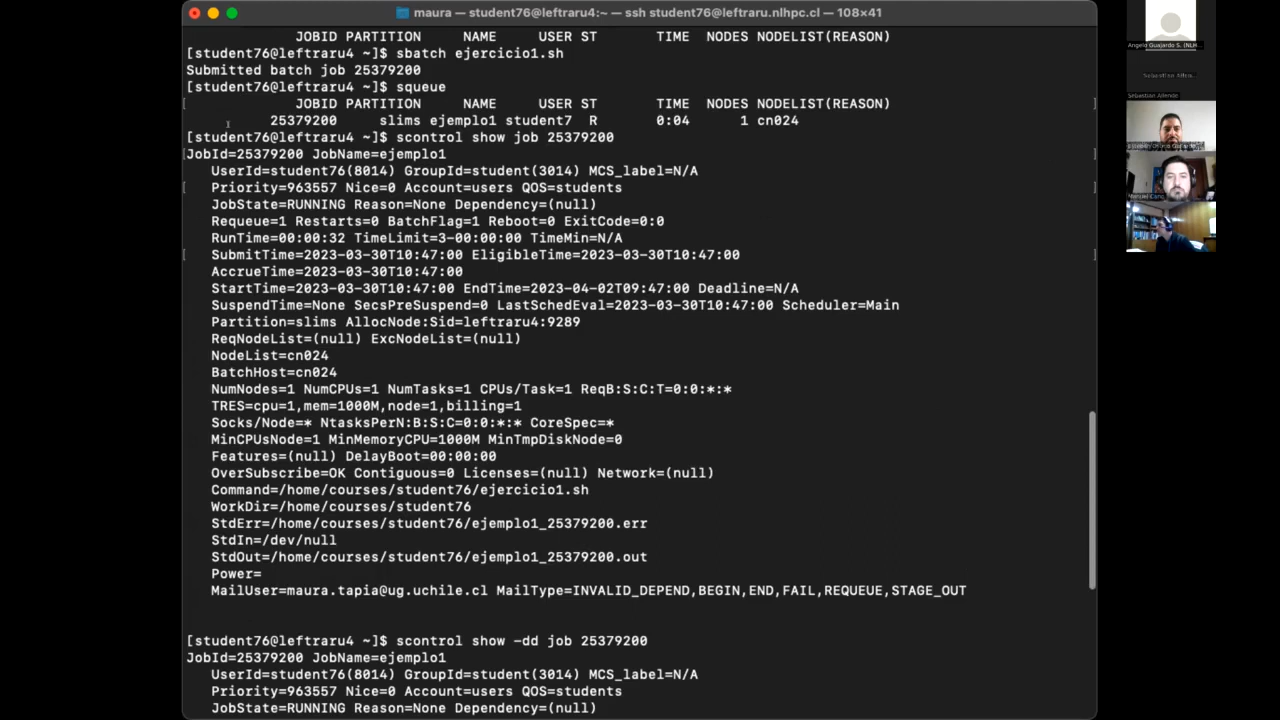 maura — student76@leftraru4:~ — ssh student76@leftraru.nlhpc.cl — 108×41
JOBID PARTITION NAME USER ST TIME NODES NODELIST(REASON)
[student76@leftraru4 ~]$ sbatch ejercicio1.sh
Submitted batch job 25379200
[student76@leftraru4 ~]$ squeue
JOBID PARTITION NAME USER ST TIME NODES NODELIST(REASON)
25379200 slims ejemplo1 student7 R 0:04 1 cn024
[student76@leftraru4 ~]$ scontrol show job 25379200
JobId=25379200 JobName=ejemplo1
UserId=student76(8014) GroupId=student(3014) MCS_label=N/A
Priority=963557 Nice=0 Account=users QOS=students
JobState=RUNNING Reason=None Dependency=(null)
Requeue=1 Restarts=0 BatchFlag=1 Reboot=0 ExitCode=0:0
RunTime=00:00:32 TimeLimit=3-00:00:00 TimeMin=N/A
SubmitTime=2023-03-30T10:47:00 EligibleTime=2023-03-30T10:47:00
AccrueTime=2023-03-30T10:47:00
StartTime=2023-03-30T10:47:00 EndTime=2023-04-02T09:47:00 Deadline=N/A
SuspendTime=None SecsPreSuspend=0 LastSchedEval=2023-03-30T10:47:00 Scheduler=Main
Partition=slims AllocNode:Sid=leftraru4:9289
ReqNodeList=(null) ExcNodeList=(null)
NodeList=cn024
BatchHost=cn024
NumNodes=1 NumCPUs=1 NumTasks=1 CPUs/Task=1 ReqB:S:C:T=0:0:*:*
TRES=cpu=1,mem=1000M,node=1,billing=1
Socks/Node=* NtasksPerN:B:S:C=0:0:*:* CoreSpec=*
MinCPUsNode=1 MinMemoryCPU=1000M MinTmpDiskNode=0
Features=(null) DelayBoot=00:00:00
OverSubscribe=OK Contiguous=0 Licenses=(null) Network=(null)
Command=/home/courses/student76/ejercicio1.sh
WorkDir=/home/courses/student76
StdErr=/home/courses/student76/ejemplo1_25379200.err
StdIn=/dev/null
StdOut=/home/courses/student76/ejemplo1_25379200.out
Power=
MailUser=maura.tapia@ug.uchile.cl MailType=INVALID_DEPEND,BEGIN,END,FAIL,REQUEUE,STAGE_OUT
[student76@leftraru4 ~]$ scontrol show -dd job 25379200
JobId=25379200 JobName=ejemplo1
UserId=student76(8014) GroupId=student(3014) MCS_label=N/A
Priority=963557 Nice=0 Account=users QOS=students
JobState=RUNNING Reason=None Dependency=(null)
Angelo Guajardo S. (NLH...
Sebastian Allen...
Sebastian Allende